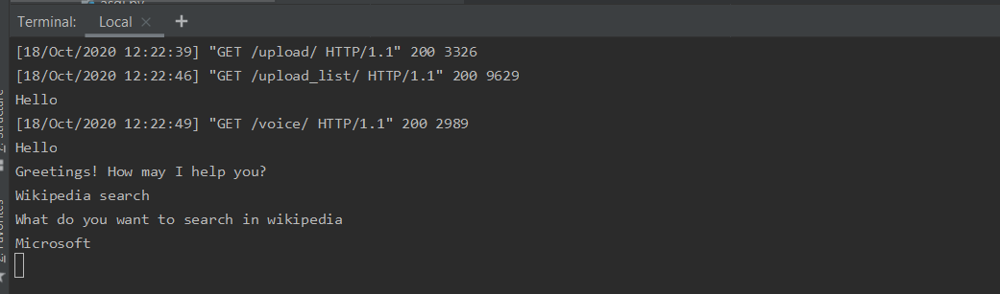 Terminal: Local
[18/Oct/2020 12:22:39] "GET /upload/ HTTP/1.1" 200 3326
[18/Oct/2020 12:22:46] "GET /upload_list/ HTTP/1.1" 200 9629
Hello
[18/Oct/2020 12:22:49] "GET /voice/ HTTP/1.1" 200 2989
Hello
Greetings! How may I help you?
Wikipedia search
What do you want to search in wikipedia
Microsoft